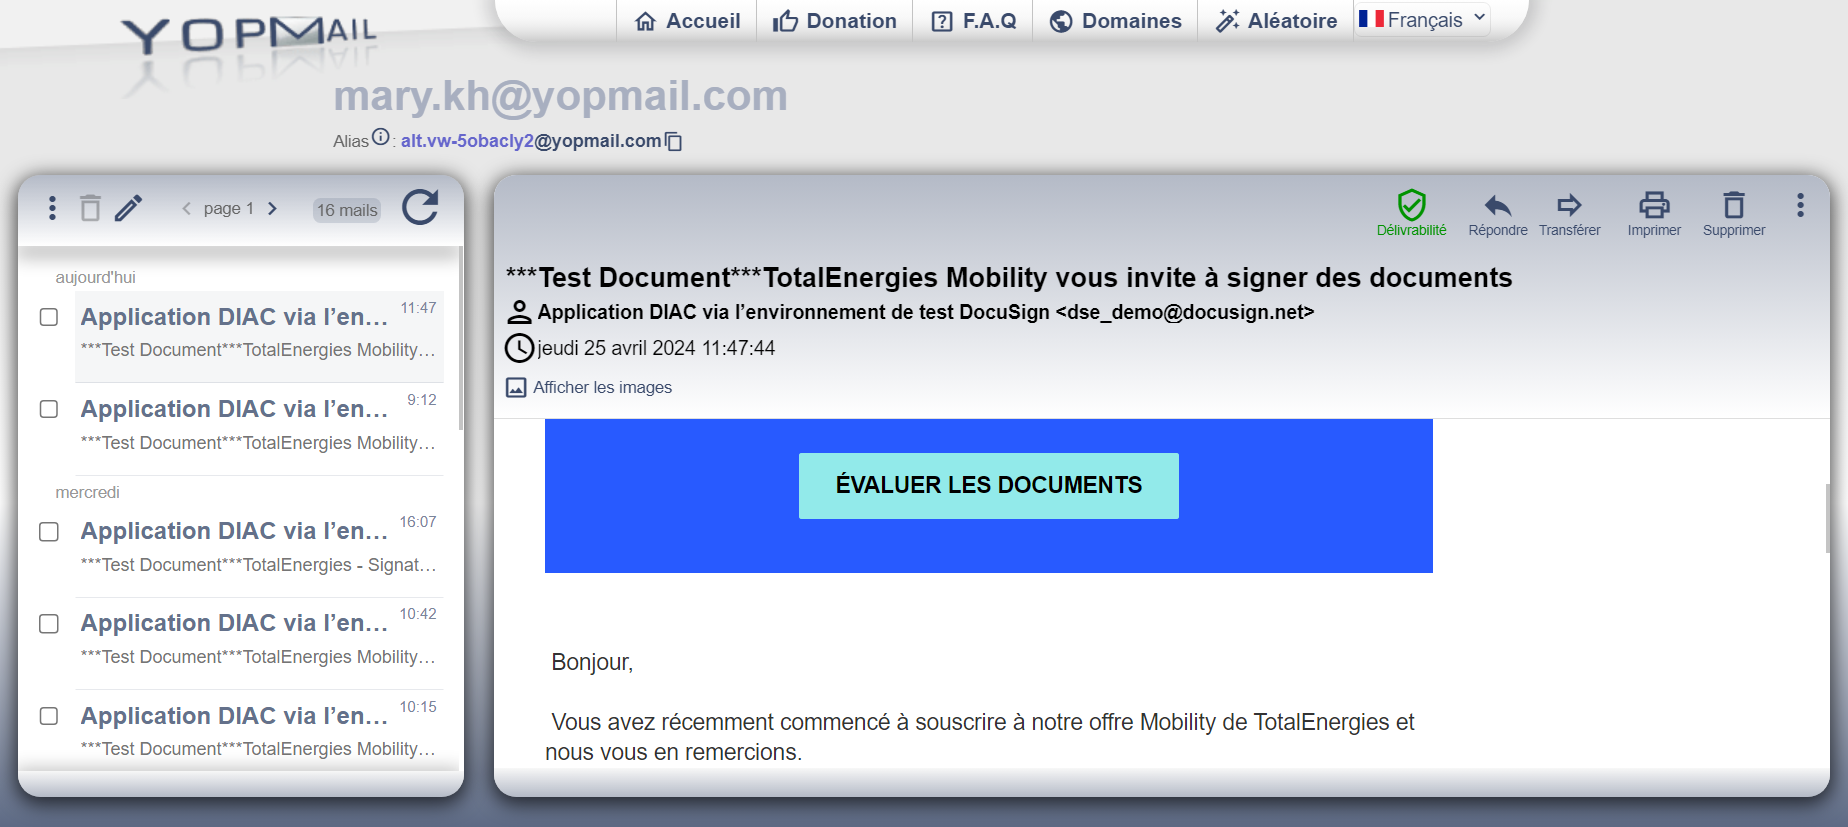 YOPMAIL
Accueil
Donation
F.A.Q
Domaines
Aléatoire
Français
mary.kh@yopmail.com
Alias : alt.vw-5obacly2@yopmail.com
page 1
16 mails
aujourd'hui
Application DIAC via l’en... 11:47
***Test Document***TotalEnergies Mobility...
Application DIAC via l’en... 9:12
***Test Document***TotalEnergies Mobility...
mercredi
Application DIAC via l’en... 16:07
***Test Document***TotalEnergies - Signat...
Application DIAC via l’en... 10:42
***Test Document***TotalEnergies Mobility...
Application DIAC via l’en... 10:15
***Test Document***TotalEnergies Mobility...
Délivrabilité
Répondre
Transférer
Imprimer
Supprimer
***Test Document***TotalEnergies Mobility vous invite à signer des documents
Application DIAC via l’environnement de test DocuSign <dse_demo@docusign.net>
jeudi 25 avril 2024 11:47:44
Afficher les images
ÉVALUER LES DOCUMENTS
Bonjour,
Vous avez récemment commencé à souscrire à notre offre Mobility de TotalEnergies et
nous vous en remercions.